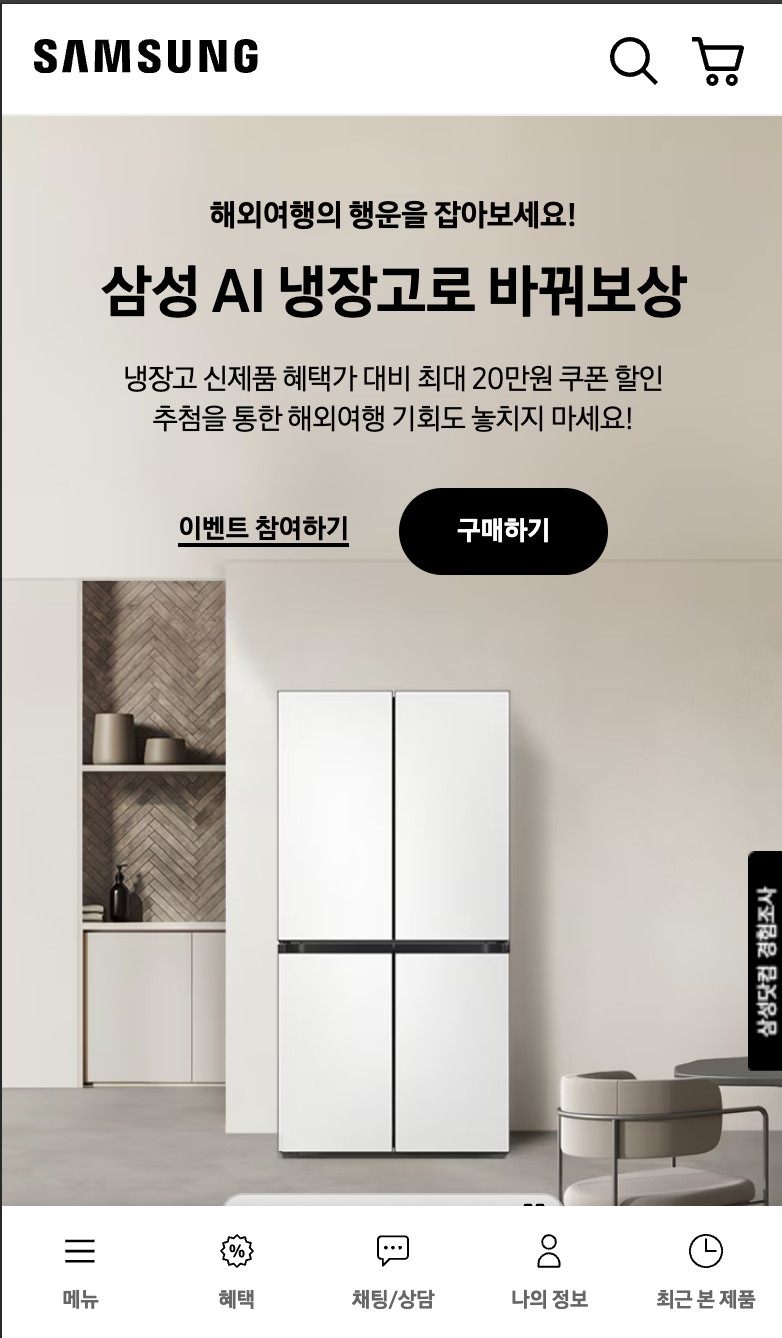 SAMSUNG
해외여행의 행운을 잡아보세요!
삼성 AI 냉장고로 바꿔보상
냉장고 신제품 혜택가 대비 최대 20만원 쿠폰 할인
추첨을 통한 해외여행 기회도 놓치지 마세요!
이벤트 참여하기
구매하기
삼성닷컴 경험조사
메뉴
혜택
채팅/상담
나의 정보
최근 본 제품